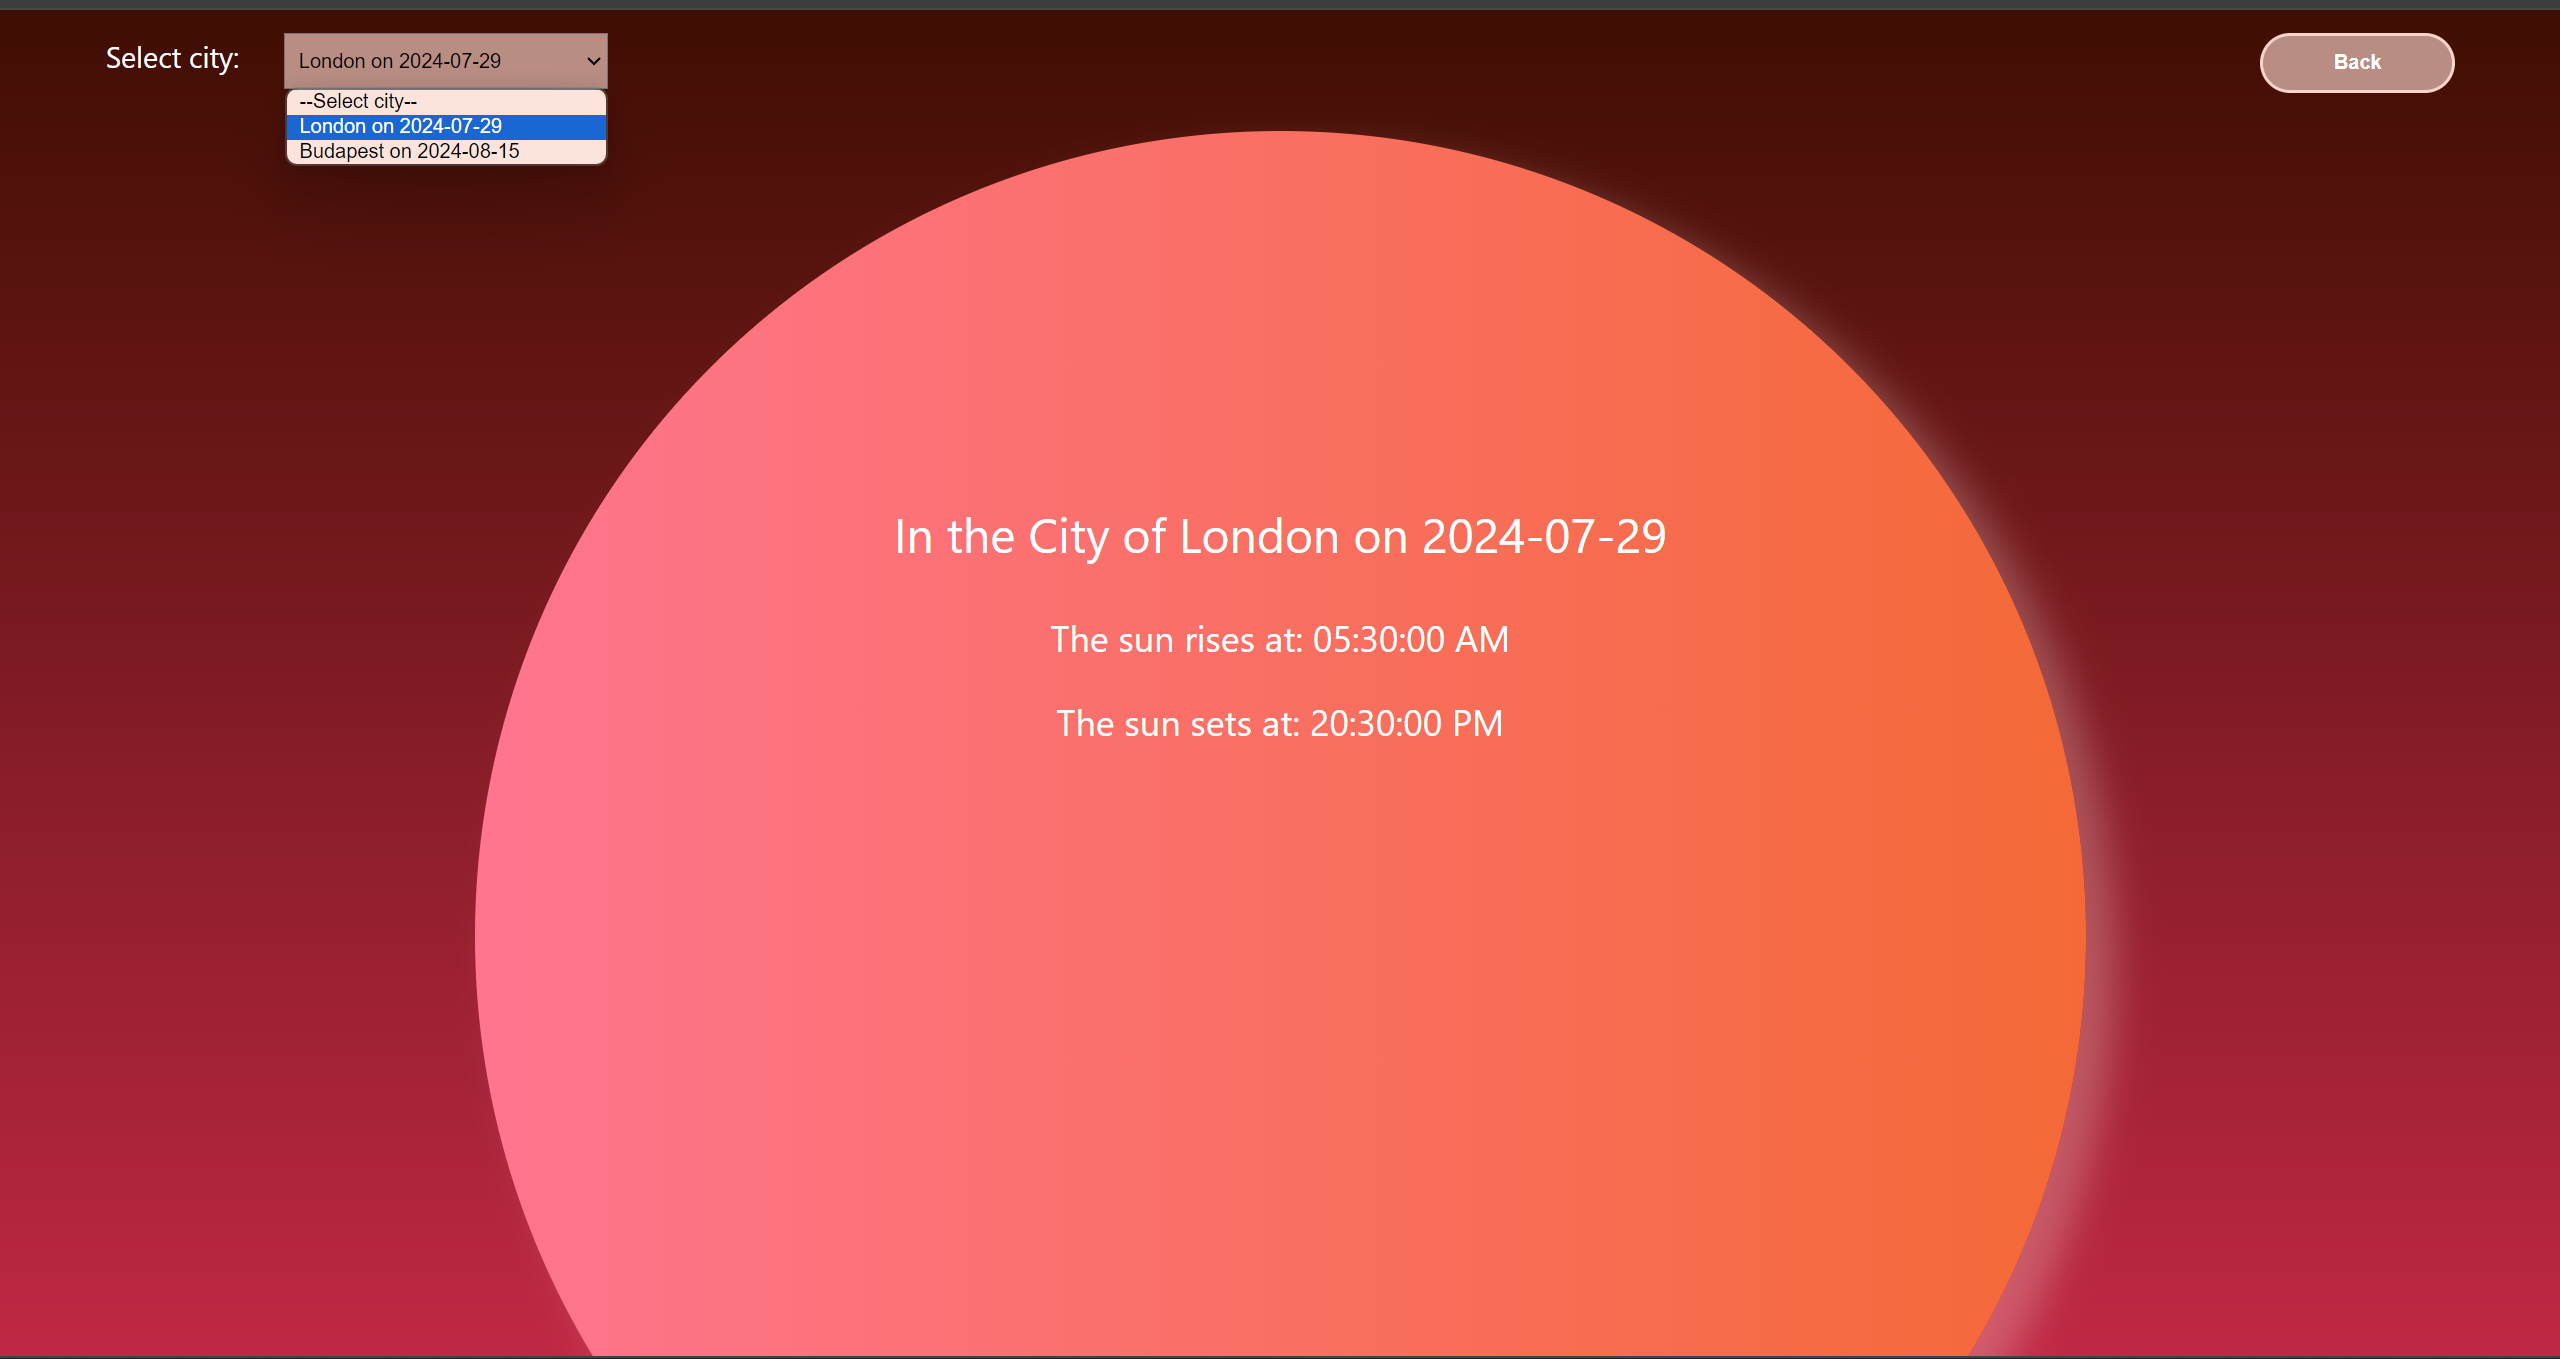 Select city:
London on 2024-07-29
Back
--Select city--
London on 2024-07-29
Budapest on 2024-08-15
In the City of London on 2024-07-29
The sun rises at: 05:30:00 AM
The sun sets at: 20:30:00 PM